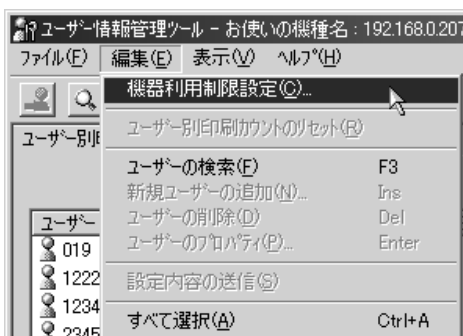 ユーザー情報管理ツール - お使いの機種名 : 192.168.0.207
ファイル(F) 編集(E) 表示(V) ヘルプ(H)
機器利用制限設定(C)...
ユーザー別印刷カウントのリセット(R)
ユーザー別印
ユーザーの検索(F) F3
新規ユーザーの追加(N)... Ins
ユーザー
ユーザーの削除(D) Del
019
ユーザーのプロパティ(P)... Enter
1222
設定内容の送信(S)
1234
すべて選択(A) Ctrl+A
2345